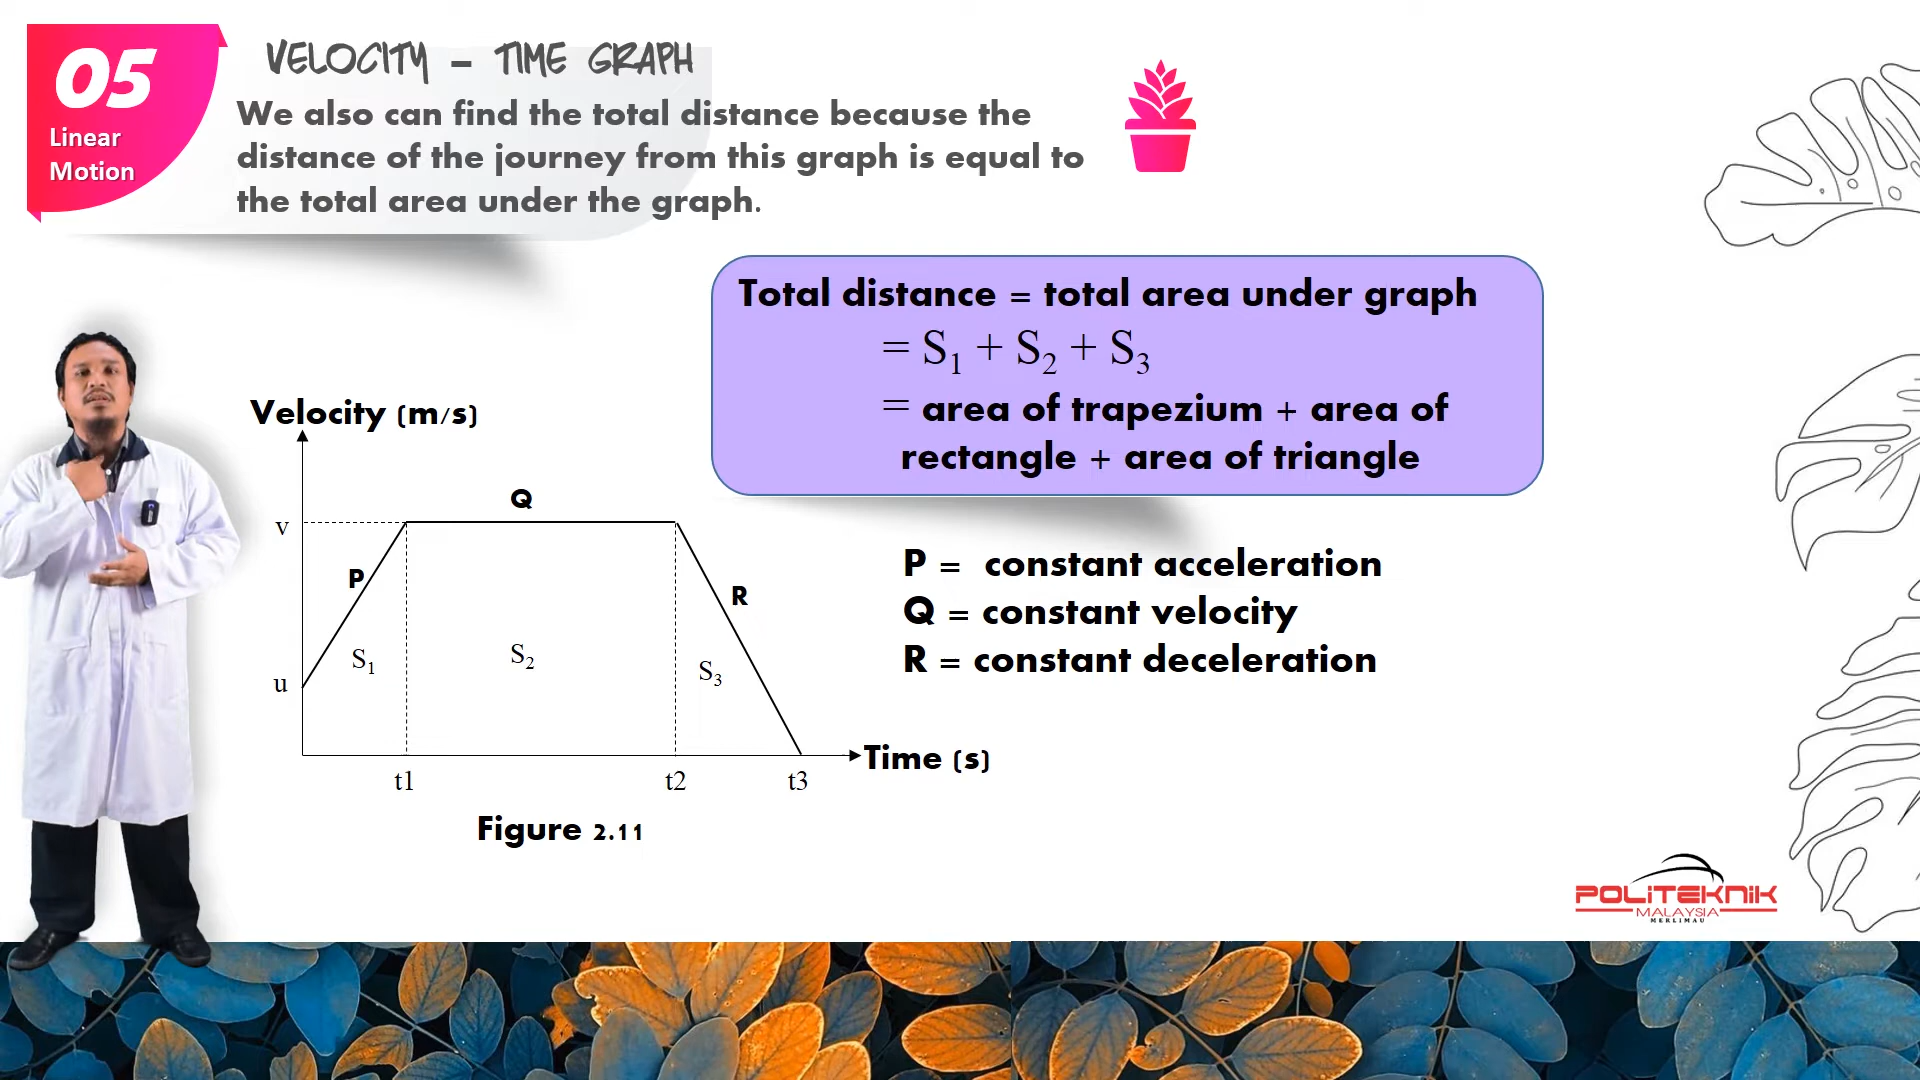 05
Linear
Motion
VELOCITY – TIME GRAPH
We also can find the total distance because the
distance of the journey from this graph is equal to
the total area under the graph.
Total distance = total area under graph
= S₁ + S₂ + S₃
= area of trapezium + area of
rectangle + area of triangle
Velocity (m/s)
Q
v
P
R
S₁
S₂
S₃
u
Time (s)
t1
t2
t3
Figure 2.11
P = constant acceleration
Q = constant velocity
R = constant deceleration
POLITEKNIK
MALAYSIA
MERLIMAU